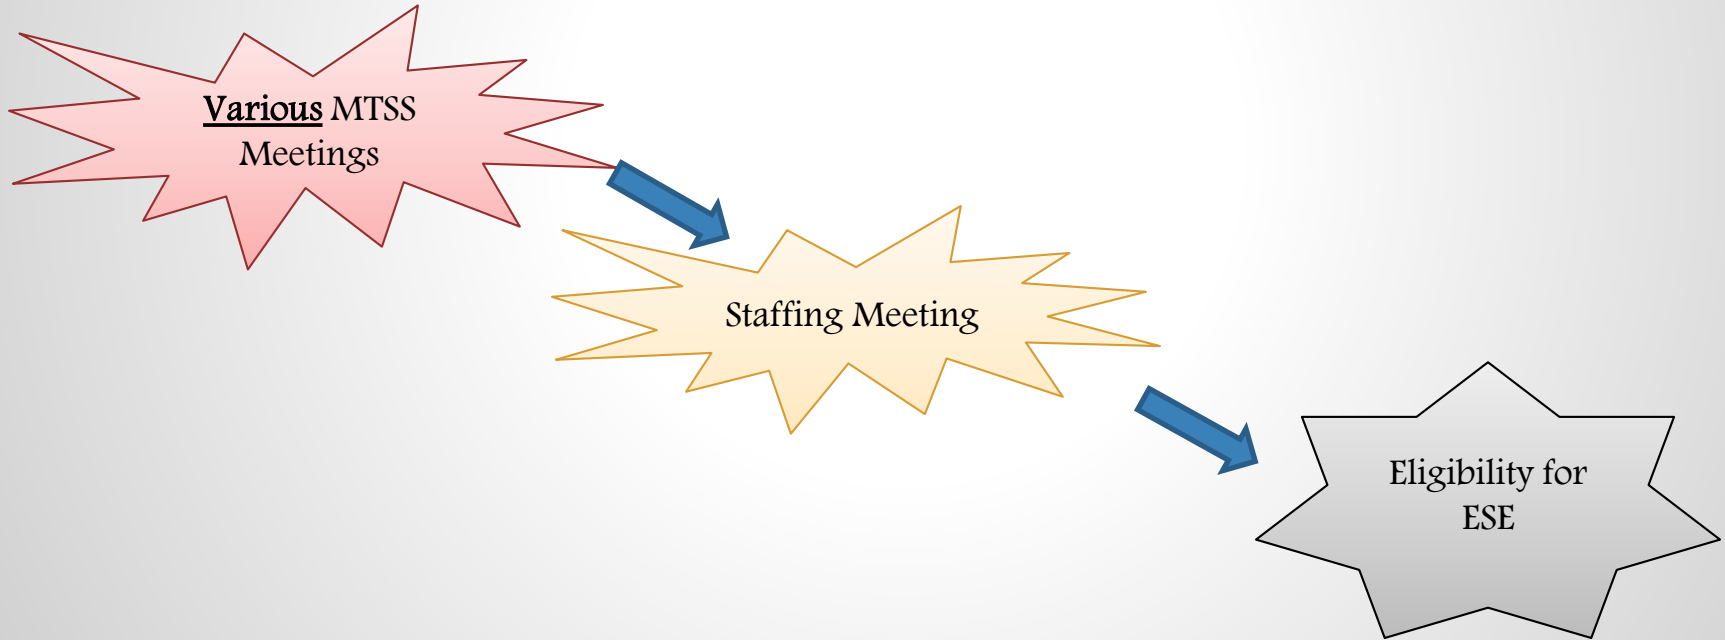 Various MTSS
Meetings
Staffing Meeting
Eligibility for
ESE